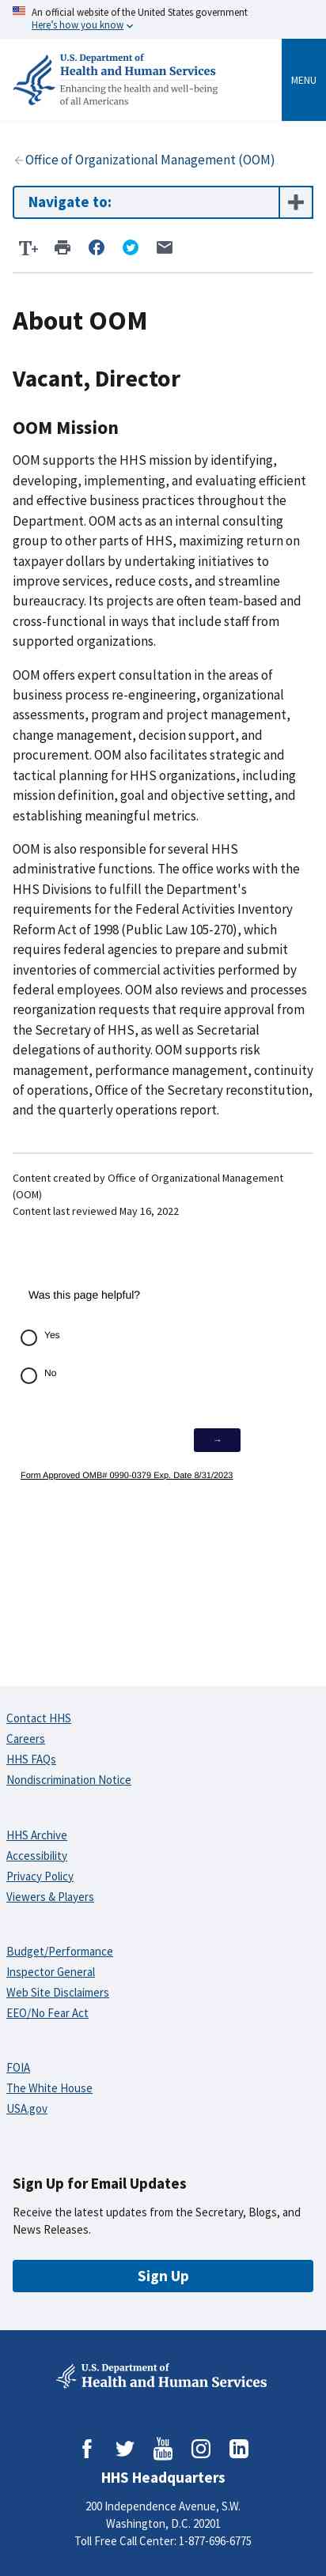 An official website of the United States government
Here's how you know
U.S. Department of
Health and Human Services
Enhancing the health and well-being
of all Americans
MENU
Office of Organizational Management (OOM)
Navigate to:
T+
About OOM
Vacant, Director
OOM Mission
OOM supports the HHS mission by identifying,
developing, implementing, and evaluating efficient
and effective business practices throughout the
Department. OOM acts as an internal consulting
group to other parts of HHS, maximizing return on
taxpayer dollars by undertaking initiatives to
improve services, reduce costs, and streamline
bureaucracy. Its projects are often team-based and
cross-functional in ways that include staff from
supported organizations.
OOM offers expert consultation in the areas of
business process re-engineering, organizational
assessments, program and project management,
change management, decision support, and
procurement. OOM also facilitates strategic and
tactical planning for HHS organizations, including
mission definition, goal and objective setting, and
establishing meaningful metrics.
OOM is also responsible for several HHS
administrative functions. The office works with the
HHS Divisions to fulfill the Department's
requirements for the Federal Activities Inventory
Reform Act of 1998 (Public Law 105-270), which
requires federal agencies to prepare and submit
inventories of commercial activities performed by
federal employees. OOM also reviews and processes
reorganization requests that require approval from
the Secretary of HHS, as well as Secretarial
delegations of authority. OOM supports risk
management, performance management, continuity
of operations, Office of the Secretary reconstitution,
and the quarterly operations report.
Content created by Office of Organizational Management
(OOM)
Content last reviewed May 16, 2022
Was this page helpful?
Yes
No
→
Form Approved OMB# 0990-0379 Exp. Date 8/31/2023
Contact HHS
Careers
HHS FAQs
Nondiscrimination Notice
HHS Archive
Accessibility
Privacy Policy
Viewers & Players
Budget/Performance
Inspector General
Web Site Disclaimers
EEO/No Fear Act
FOIA
The White House
USA.gov
Sign Up for Email Updates
Receive the latest updates from the Secretary, Blogs, and
News Releases.
Sign Up
U.S. Department of
Health and Human Services
You
Tube
HHS Headquarters
200 Independence Avenue, S.W.
Washington, D.C. 20201
Toll Free Call Center: 1-877-696-6775